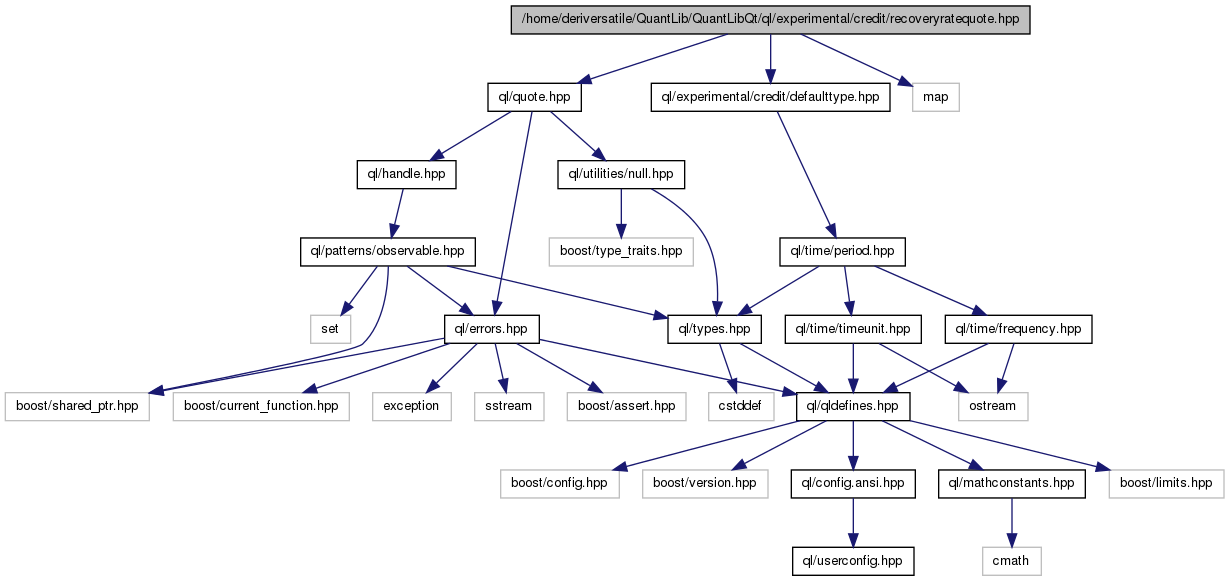 /home/deriversatile/QuantLib/QuantLibQt/ql/experimental/credit/recoveryratequote.hpp
ql/quote.hpp
ql/experimental/credit/defaulttype.hpp
map
ql/handle.hpp
ql/utilities/null.hpp
ql/patterns/observable.hpp
boost/type_traits.hpp
ql/time/period.hpp
set
ql/errors.hpp
ql/types.hpp
ql/time/timeunit.hpp
ql/time/frequency.hpp
boost/shared_ptr.hpp
boost/current_function.hpp
exception
sstream
boost/assert.hpp
cstddef
ql/qldefines.hpp
ostream
boost/config.hpp
boost/version.hpp
ql/config.ansi.hpp
ql/mathconstants.hpp
boost/limits.hpp
ql/userconfig.hpp
cmath